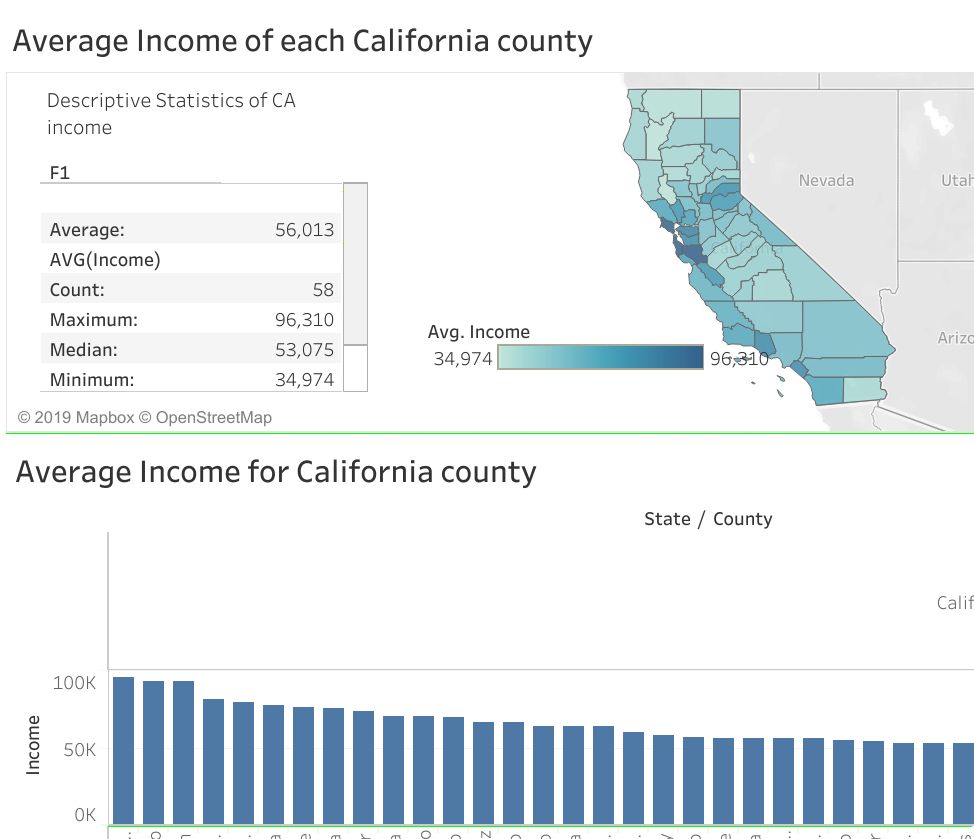 Average Income of each California county
Descriptive Statistics of CA
income
F1
Average: 56,013
AVG(Income)
Count: 58
Maximum: 96,310
Median: 53,075
Minimum: 34,974
Avg. Income
34,974 96,310
Nevada
Utah
Arizo
California
© 2019 Mapbox © OpenStreetMap
Average Income for California county
State / County
Calif
100K
50K
0K
Income